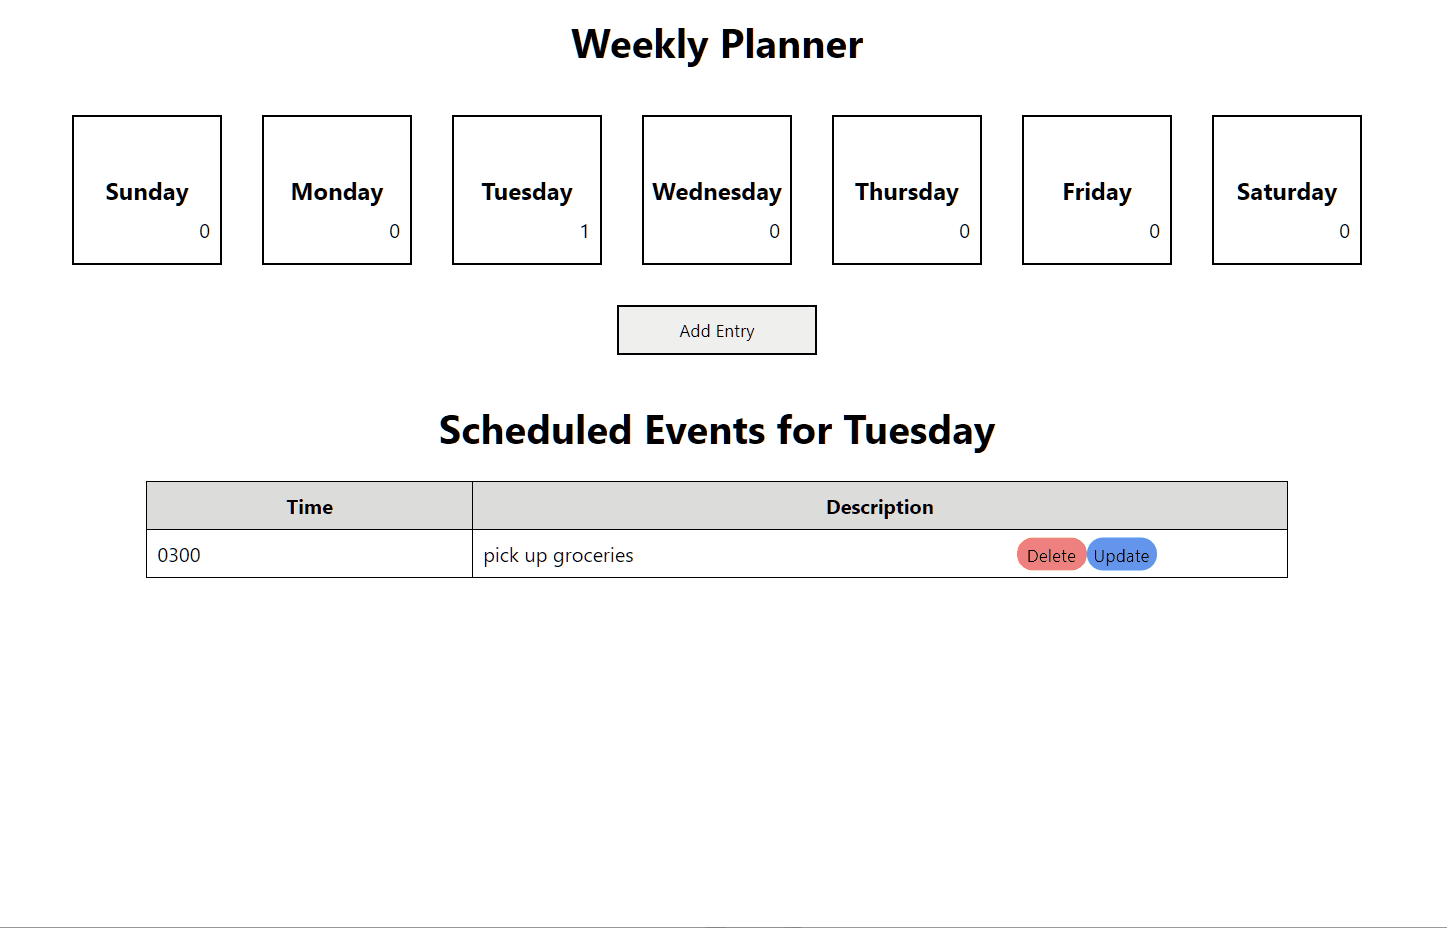 Weekly Planner
Sunday Monday Tuesday Wednesday Thursday Friday Saturday
0 0 1 0 0 0 0
Add Entry
Scheduled Events for Tuesday
Time Description
0300 pick up groceries Delete Update